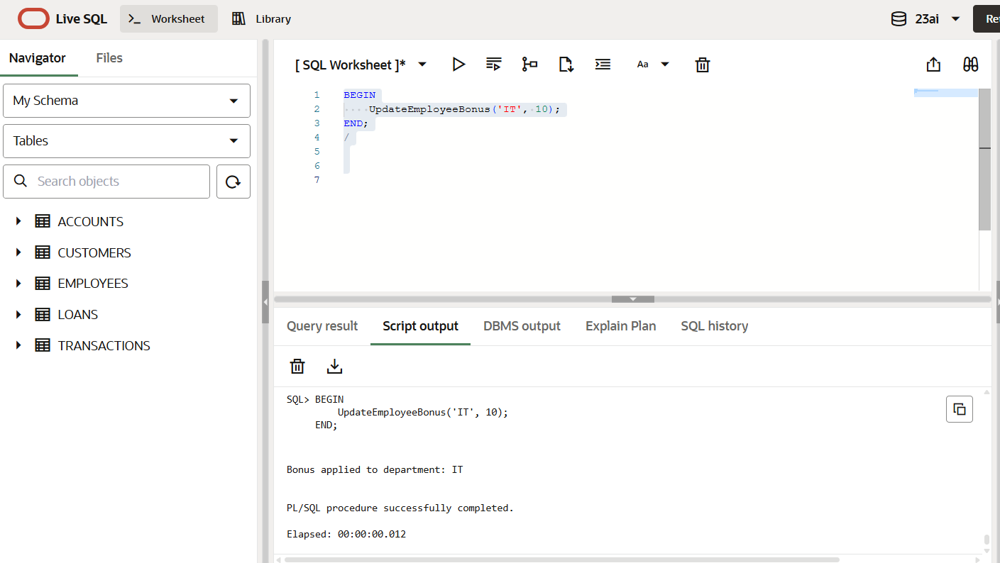 Live SQL
Worksheet
Library
23ai
Navigator
Files
[ SQL Worksheet ]*
Aa
My Schema
Tables
Search objects
ACCOUNTS
CUSTOMERS
EMPLOYEES
LOANS
TRANSACTIONS
1 BEGIN
2 ····UpdateEmployeeBonus('IT',·10);
3 END;
4 /
5
6
7
Query result
Script output
DBMS output
Explain Plan
SQL history
SQL> BEGIN
UpdateEmployeeBonus('IT', 10);
END;
Bonus applied to department: IT
PL/SQL procedure successfully completed.
Elapsed: 00:00:00.012